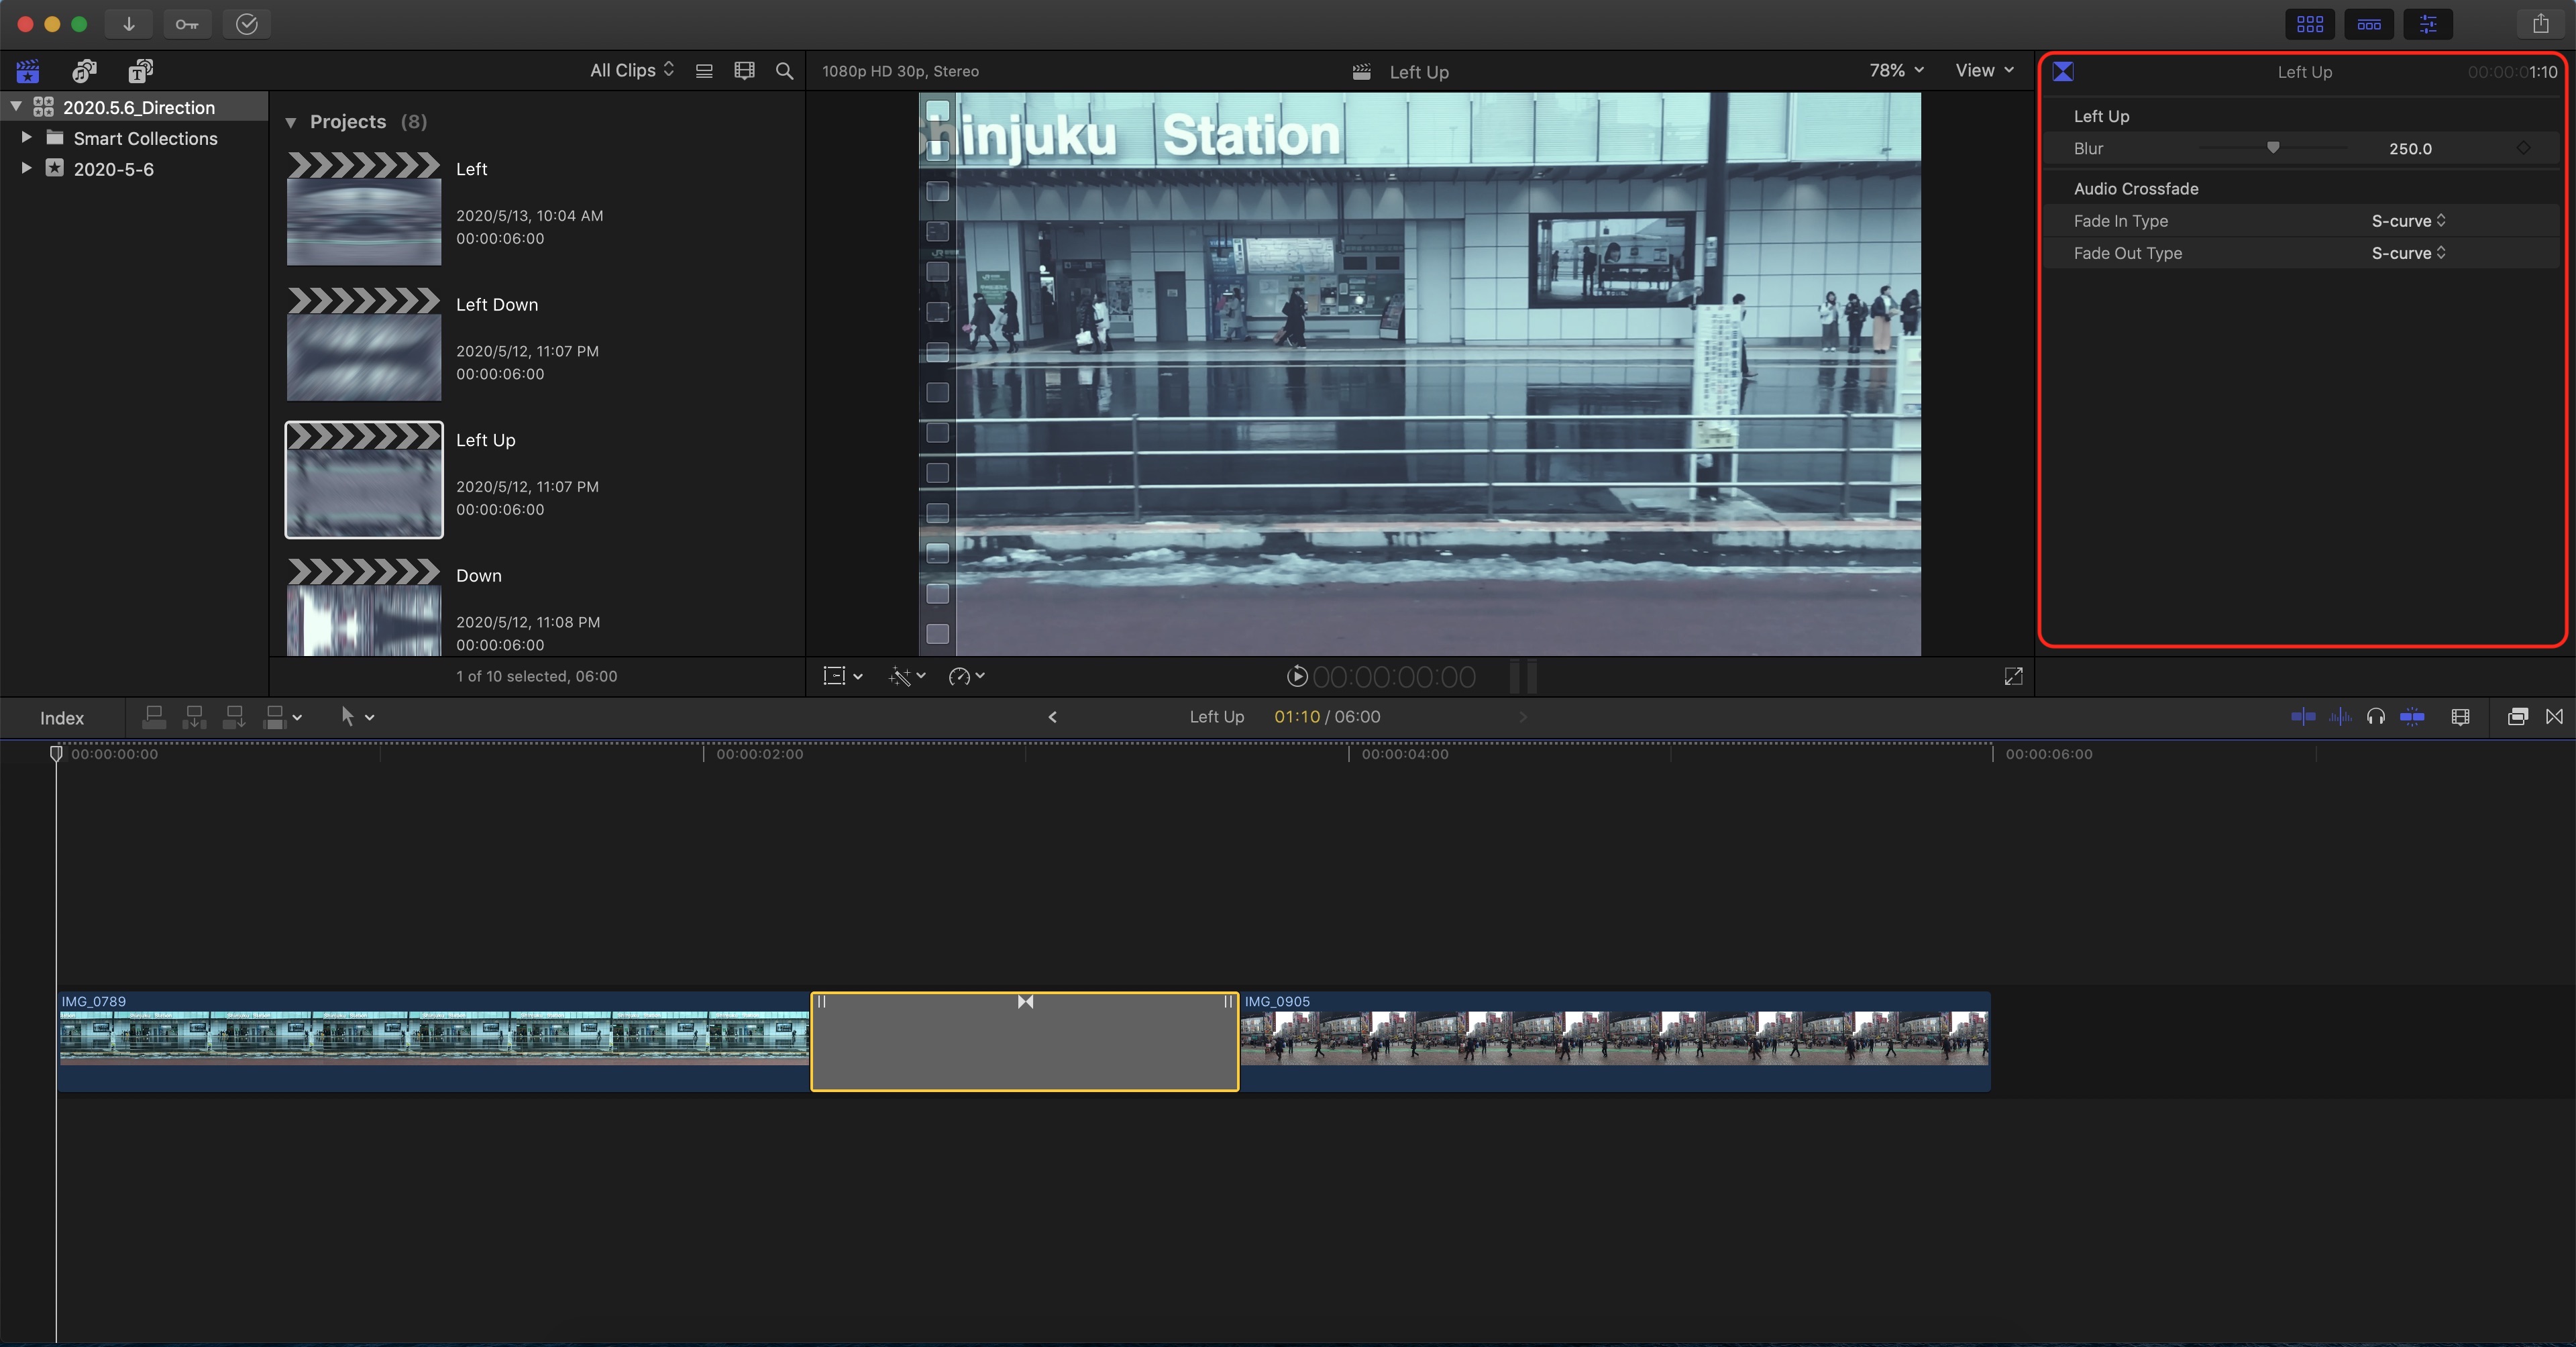 All Clips
1080p HD 30p, Stereo
Left Up
78%
View
Left Up
00:00:01:10
2020.5.6_Direction
Smart Collections
2020-5-6
Projects (8)
Left
2020/5/13, 10:04 AM
00:00:06:00
Left Down
2020/5/12, 11:07 PM
00:00:06:00
Left Up
2020/5/12, 11:07 PM
00:00:06:00
Down
2020/5/12, 11:08 PM
00:00:06:00
1 of 10 selected, 06:00
hinjuku Station
00:00:00:00
Left Up
Blur 250.0
Audio Crossfade
Fade In Type S-curve
Fade Out Type S-curve
Index
Left Up 01:10 / 06:00
00:00:00:00 00:00:02:00 00:00:04:00 00:00:06:00
IMG_0789
IMG_0905